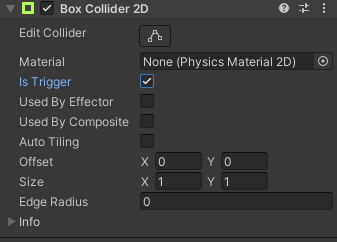 Box Collider 2D
Edit Collider
Material None (Physics Material 2D)
Is Trigger
Used By Effector
Used By Composite
Auto Tiling
Offset X 0 Y 0
Size X 1 Y 1
Edge Radius 0
Info